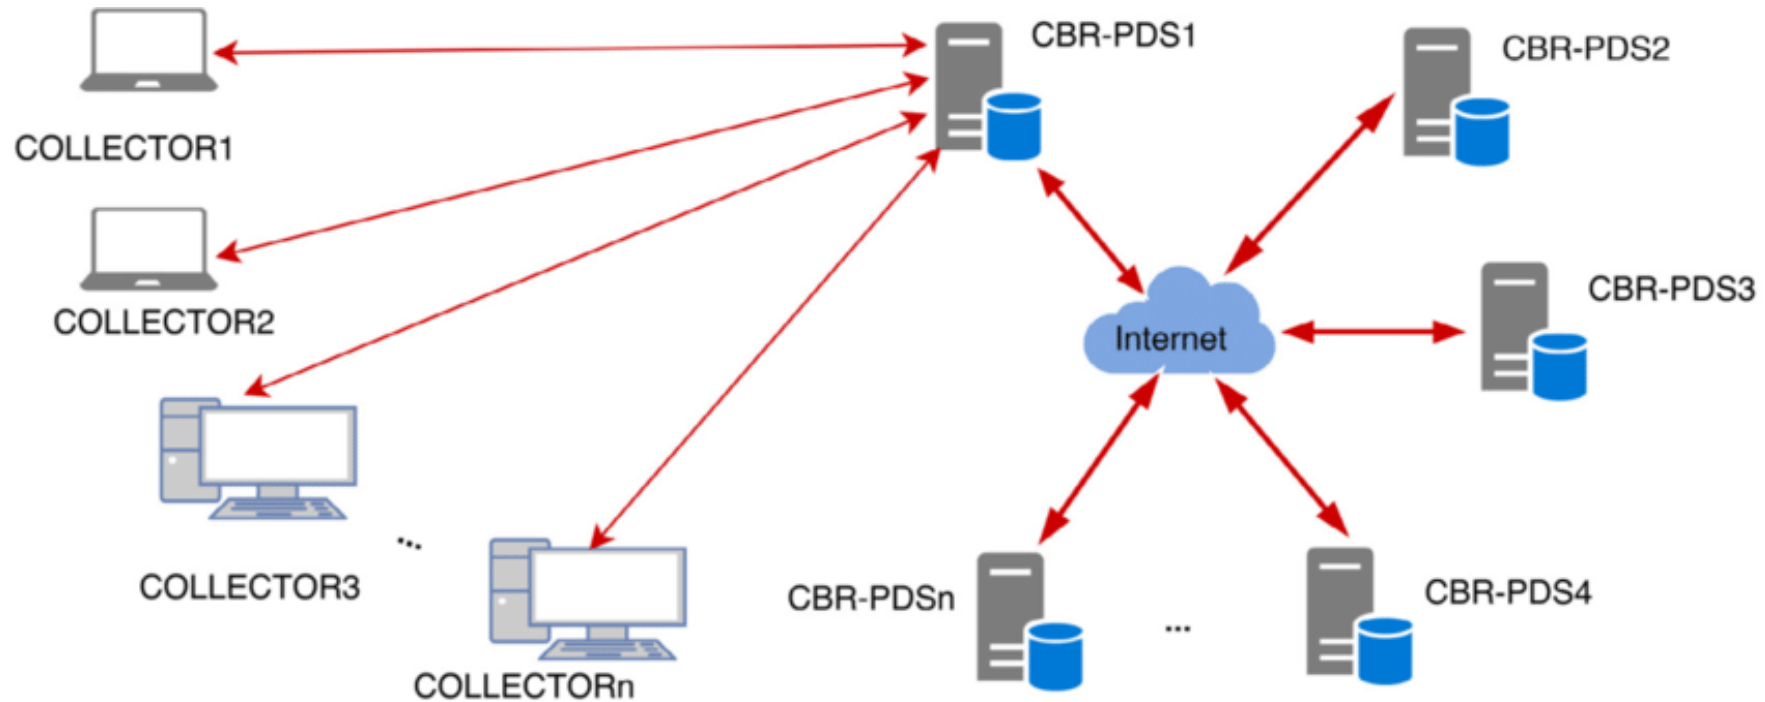 CBR-PDS1
CBR-PDS2
COLLECTOR1
COLLECTOR2
CBR-PDS3
Internet
...
COLLECTOR3
CBR-PDSn
...
CBR-PDS4
COLLECTORn